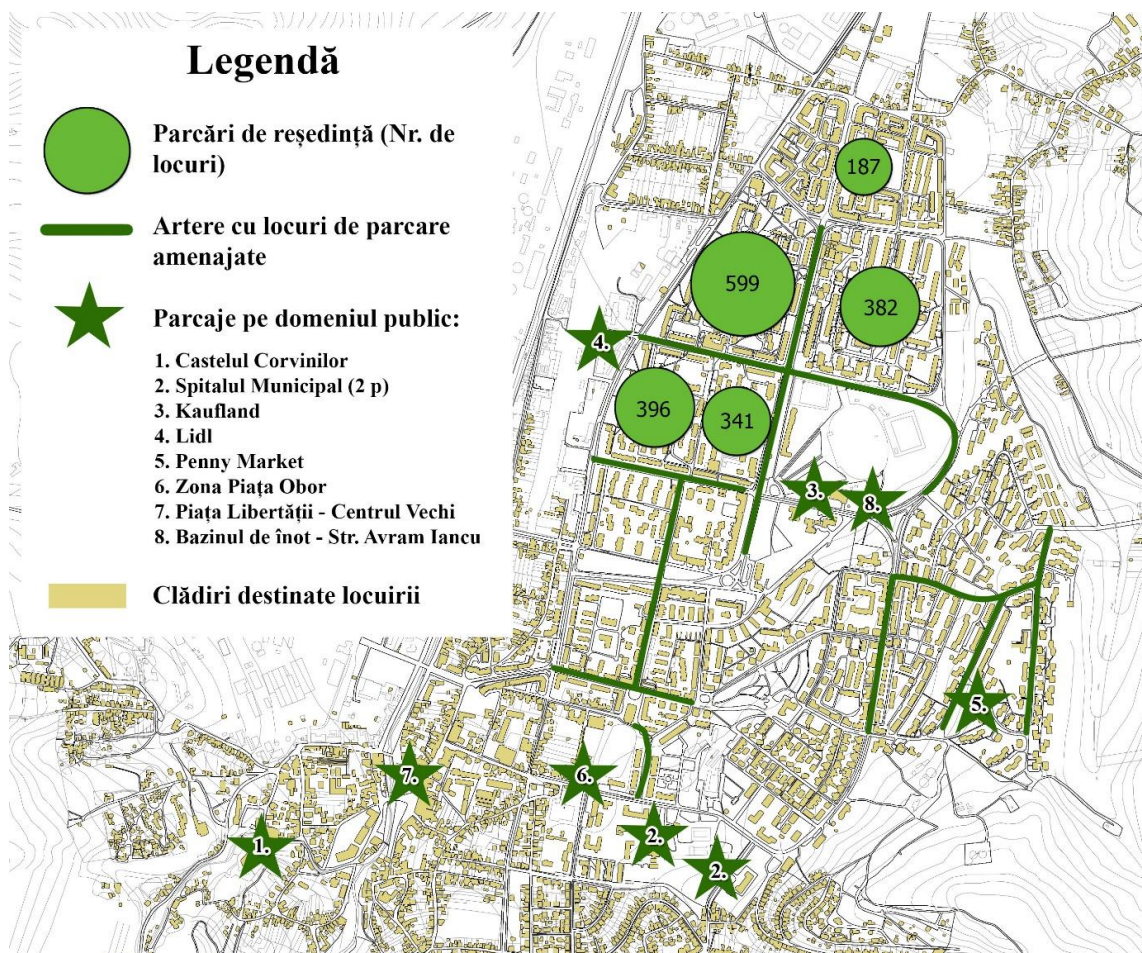 Legendă
Parcări de reședință (Nr. de
locuri)
Artere cu locuri de parcare
amenajate
Parcaje pe domeniul public:
1. Castelul Corvinilor
2. Spitalul Municipal (2 p)
3. Kaufland
4. Lidl
5. Penny Market
6. Zona Piața Obor
7. Piața Libertății - Centrul Vechi
8. Bazinul de înot - Str. Avram Iancu
Clădiri destinate locuirii
187
599
382
4.
396
341
3.
8.
5.
7.
6.
2.
1.
2.